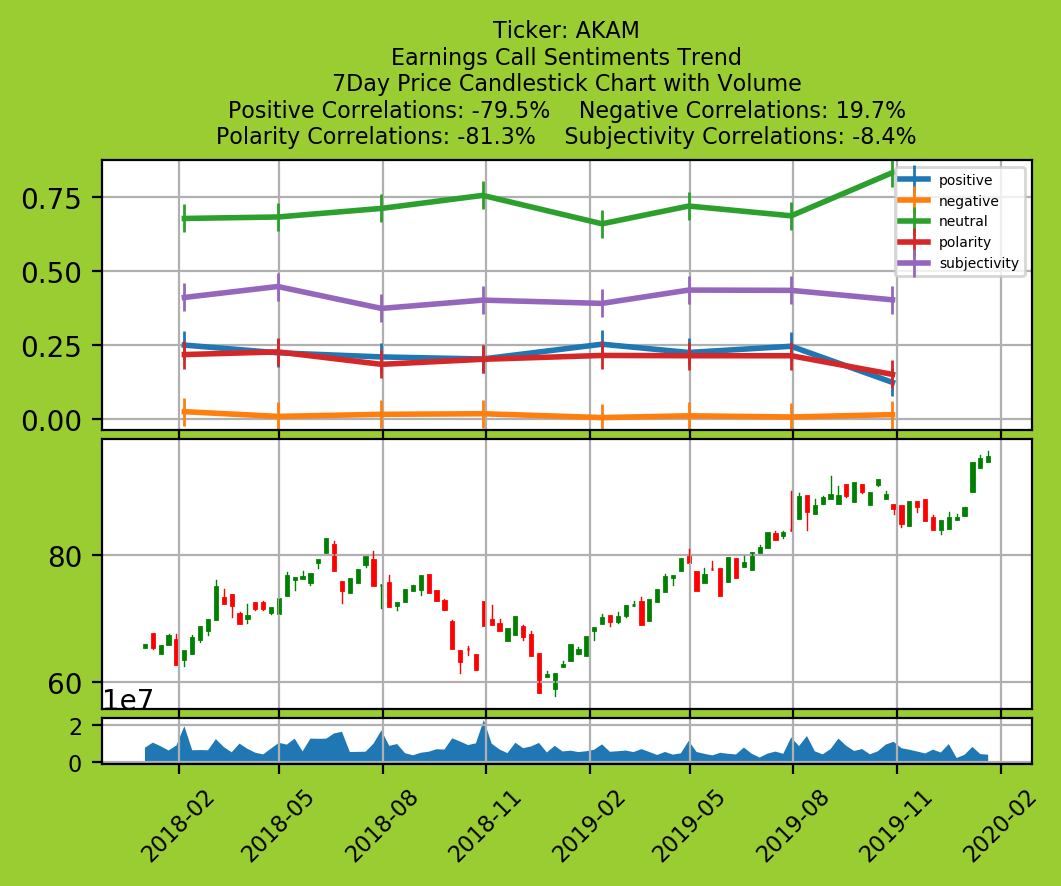 Ticker: AKAM
Earnings Call Sentiments Trend
7Day Price Candlestick Chart with Volume
Positive Correlations: -79.5%    Negative Correlations: 19.7%
Polarity Correlations: -81.3%    Subjectivity Correlations: -8.4%
0.75
0.50
0.25
0.00
positive
negative
neutral
polarity
subjectivity
80
60
1e7
2
0
2018-02
2018-05
2018-08
2018-11
2019-02
2019-05
2019-08
2019-11
2020-02